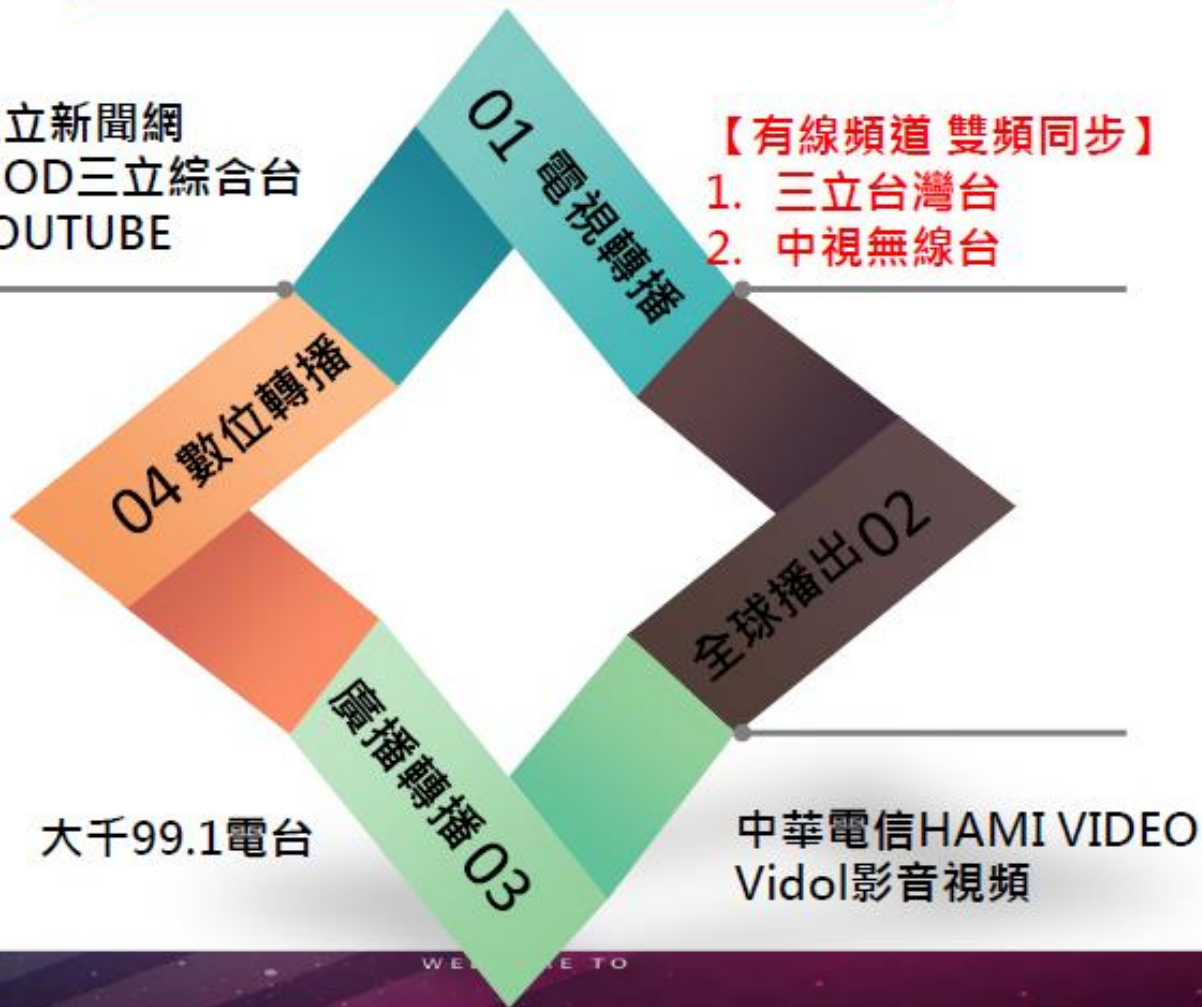 立新聞網
OD三立綜合台
OUTUBE
01 電視轉播
【有線頻道 雙頻同步】
1. 三立台灣台
2. 中視無線台
04 數位轉播
全球播出02
廣播轉播03
大千99.1電台
中華電信HAMI VIDEO
Vidol影音視頻
WE E TO